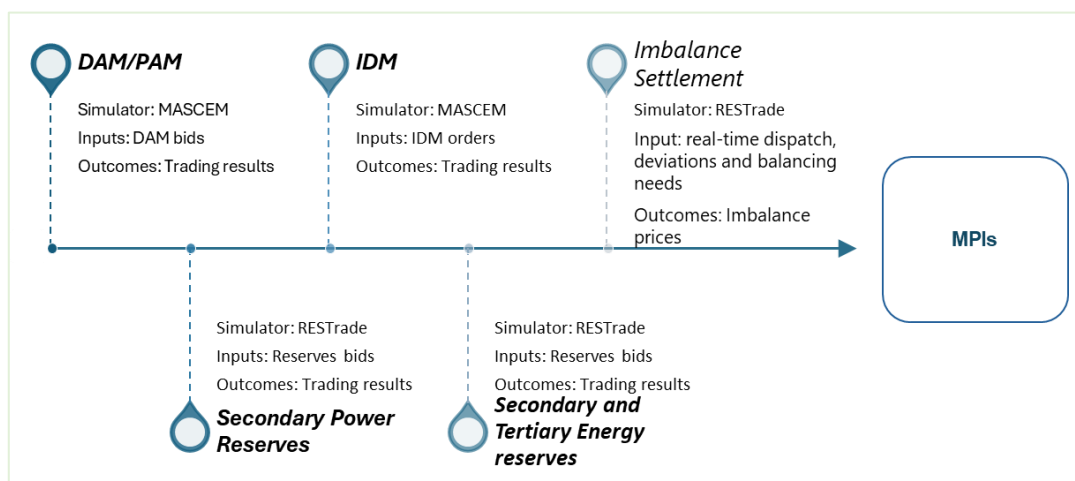 DAM/PAM
Simulator: MASCEM
Inputs: DAM bids
Outcomes: Trading results
IDM
Simulator: MASCEM
Inputs: IDM orders
Outcomes: Trading results
Imbalance
Settlement
Simulator: RESTrade
Input: real-time dispatch,
deviations and balancing
needs
Outcomes: Imbalance
prices
MPIs
Simulator: RESTrade
Inputs: Reserves bids
Outcomes: Trading results
Secondary Power
Reserves
Simulator: RESTrade
Inputs: Reserves bids
Outcomes: Trading results
Secondary and
Tertiary Energy
reserves